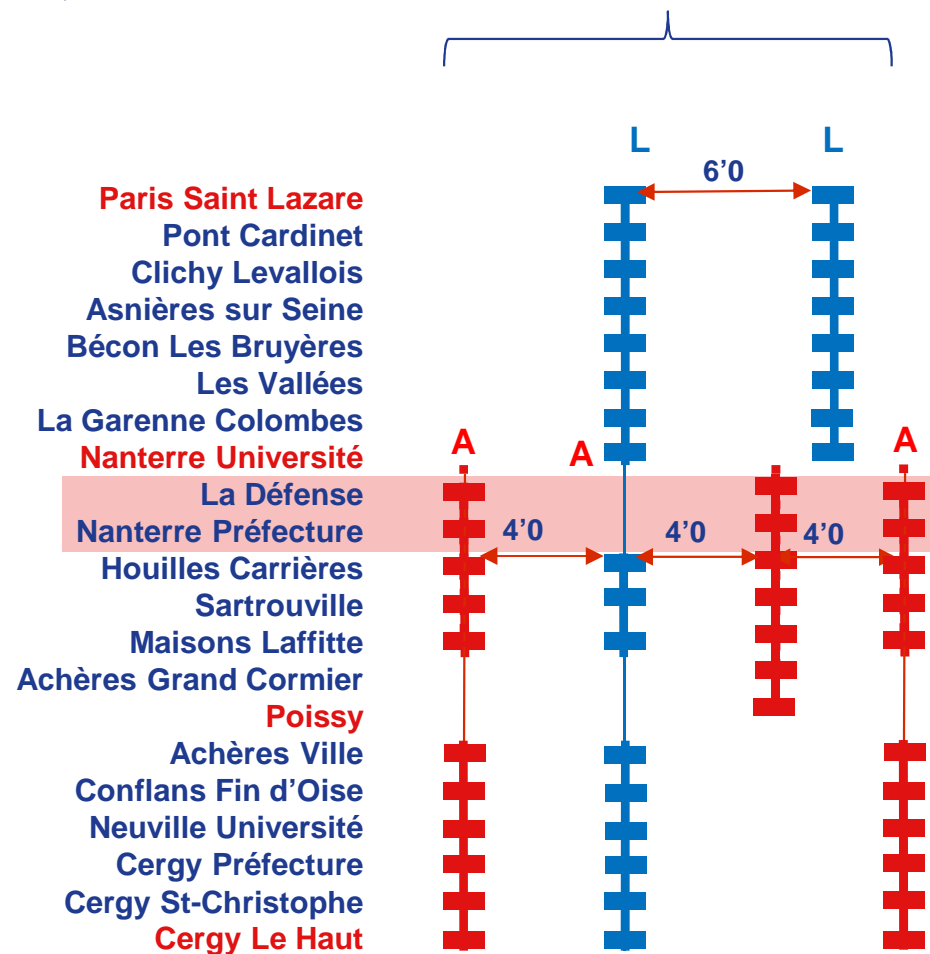 L L
6'0
Paris Saint Lazare
Pont Cardinet
Clichy Levallois
Asnières sur Seine
Bécon Les Bruyères
Les Vallées
La Garenne Colombes
A A A
Nanterre Université
La Défense
Nanterre Préfecture
4'0 4'0 4'0
Houilles Carrières
Sartrouville
Maisons Laffitte
Achères Grand Cormier
Poissy
Achères Ville
Conflans Fin d'Oise
Neuville Université
Cergy Préfecture
Cergy St-Christophe
Cergy Le Haut